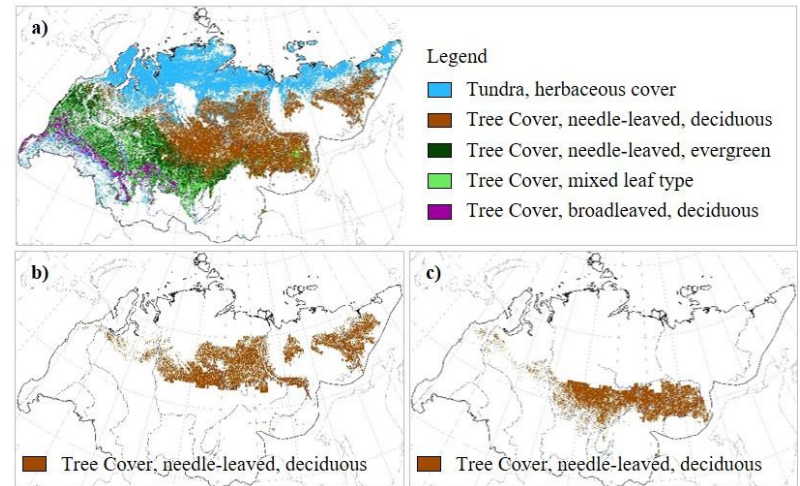 a)
Legend
Tundra, herbaceous cover
Tree Cover, needle-leaved, deciduous
Tree Cover, needle-leaved, evergreen
Tree Cover, mixed leaf type
Tree Cover, broadleaved, deciduous
b)
Tree Cover, needle-leaved, deciduous
c)
Tree Cover, needle-leaved, deciduous